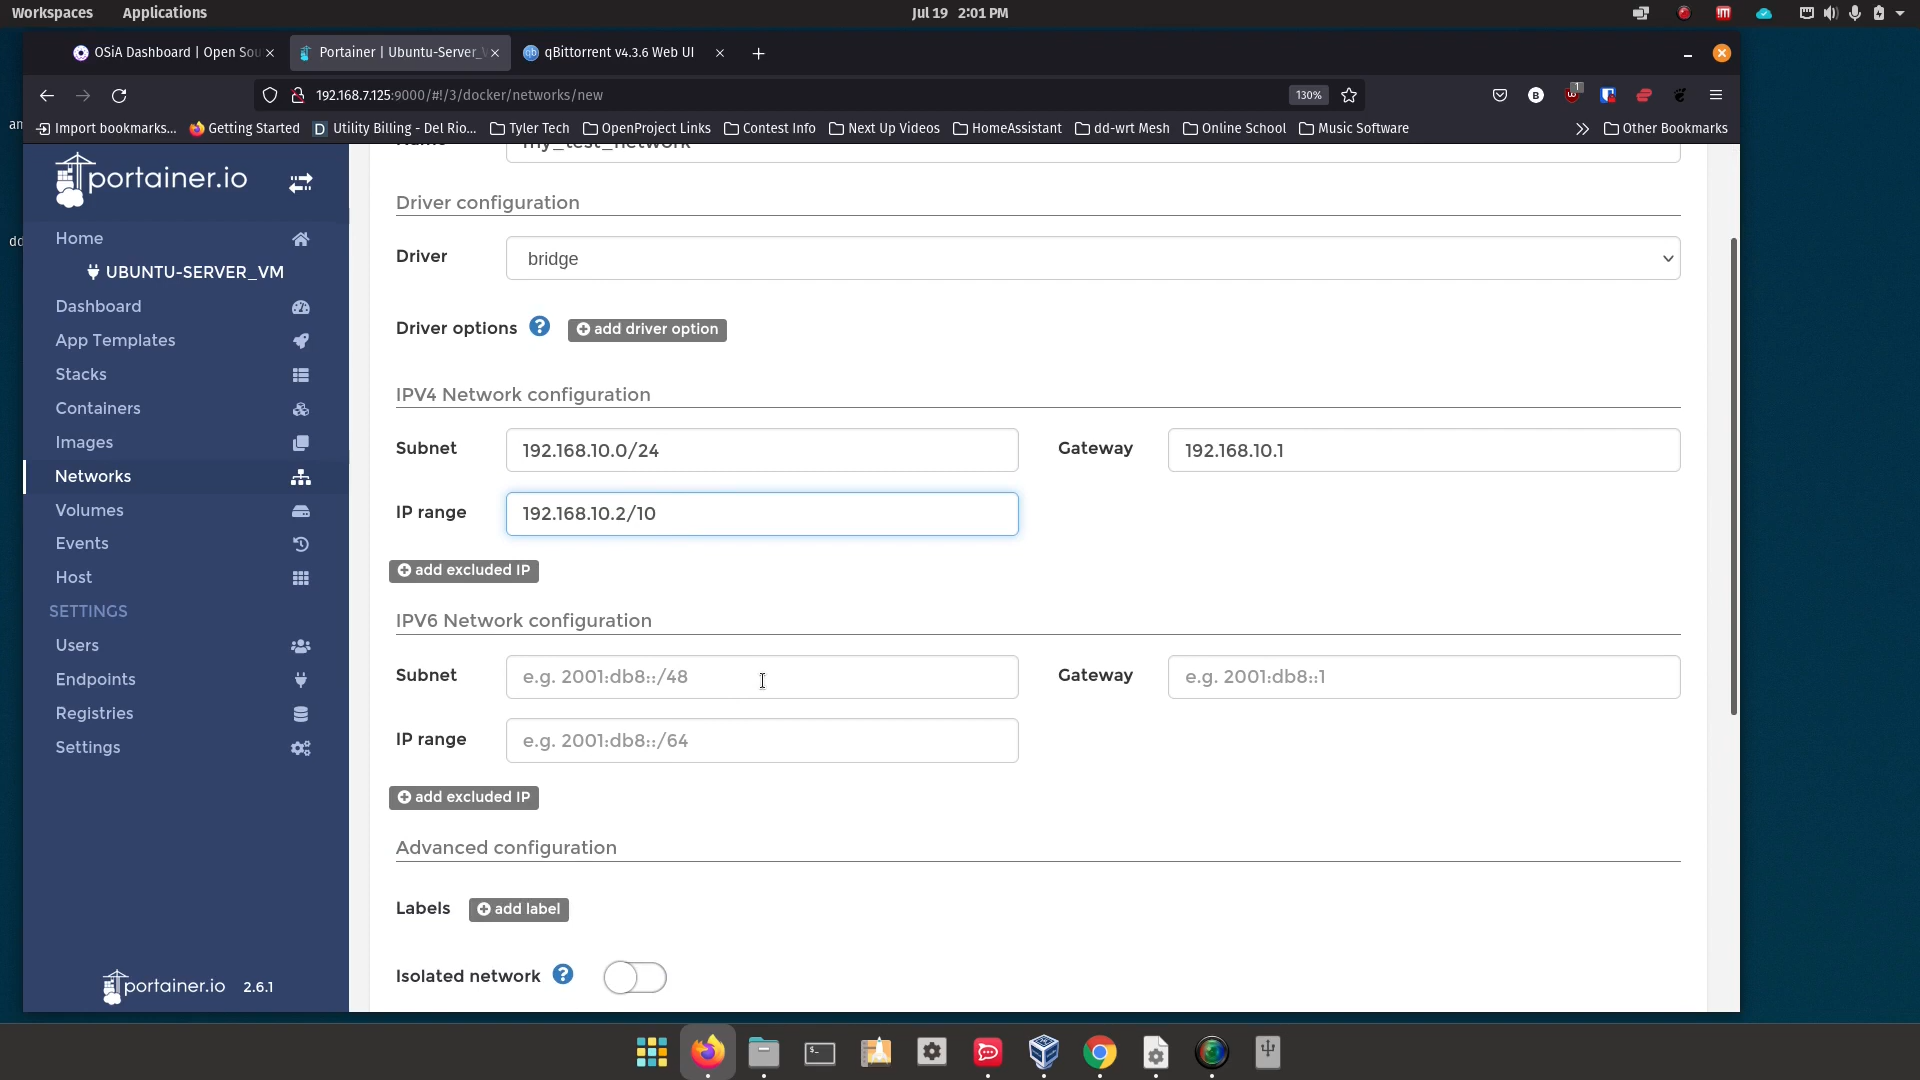 Workspaces Applications Jul 19 2:01 PM
OSiA Dashboard | Open Sou Portainer | Ubuntu-Server_V qBittorrent v4.3.6 Web UI
192.168.7.125:9000/#!/3/docker/networks/new 130% 1
Import bookmarks... Getting Started Utility Billing - Del Rio... Tyler Tech OpenProject Links Contest Info Next Up Videos HomeAssistant dd-wrt Mesh Online School Music Software Other Bookmarks
an
dd
portainer.io
Home
UBUNTU-SERVER_VM
Dashboard
App Templates
Stacks
Containers
Images
Networks
Volumes
Events
Host
SETTINGS
Users
Endpoints
Registries
Settings
portainer.io 2.6.1
Name my_test_network
Driver configuration
Driver bridge
Driver options add driver option
IPV4 Network configuration
Subnet 192.168.10.0/24 Gateway 192.168.10.1
IP range 192.168.10.2/10
add excluded IP
IPV6 Network configuration
Subnet e.g. 2001:db8::/48 Gateway e.g. 2001:db8::1
IP range e.g. 2001:db8::/64
add excluded IP
Advanced configuration
Labels add label
Isolated network